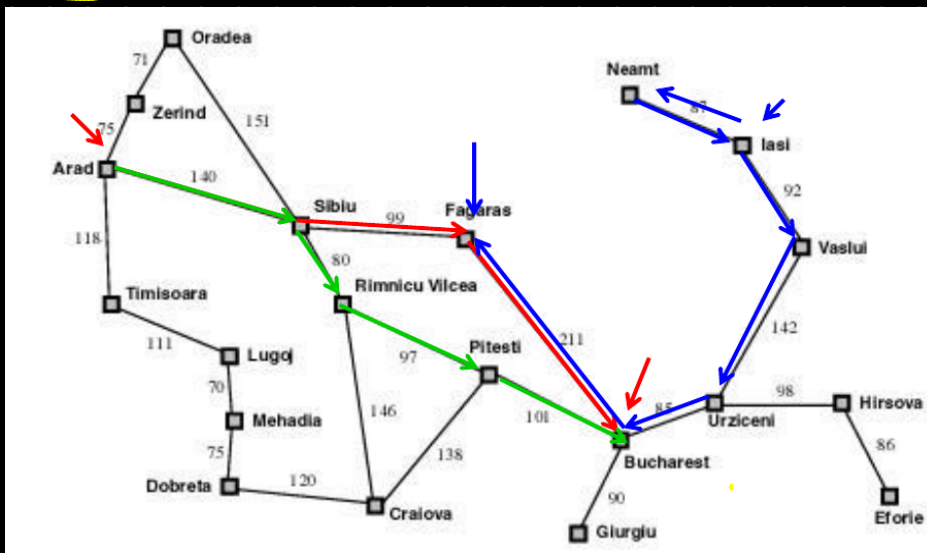 Oradea
71
Neamt
87
Zerind
151
75
Iasi
Arad
140
92
Sibiu
99
Fagaras
118
80
Vaslui
Timisoara
Rimnicu Vilcea
142
111
211
Lugoj
97
Pitesti
70
98
Hirsova
146
101
85
Urziceni
Mehadia
75
138
86
Bucharest
Dobreta
120
90
Craiova
Eforie
Giurgiu